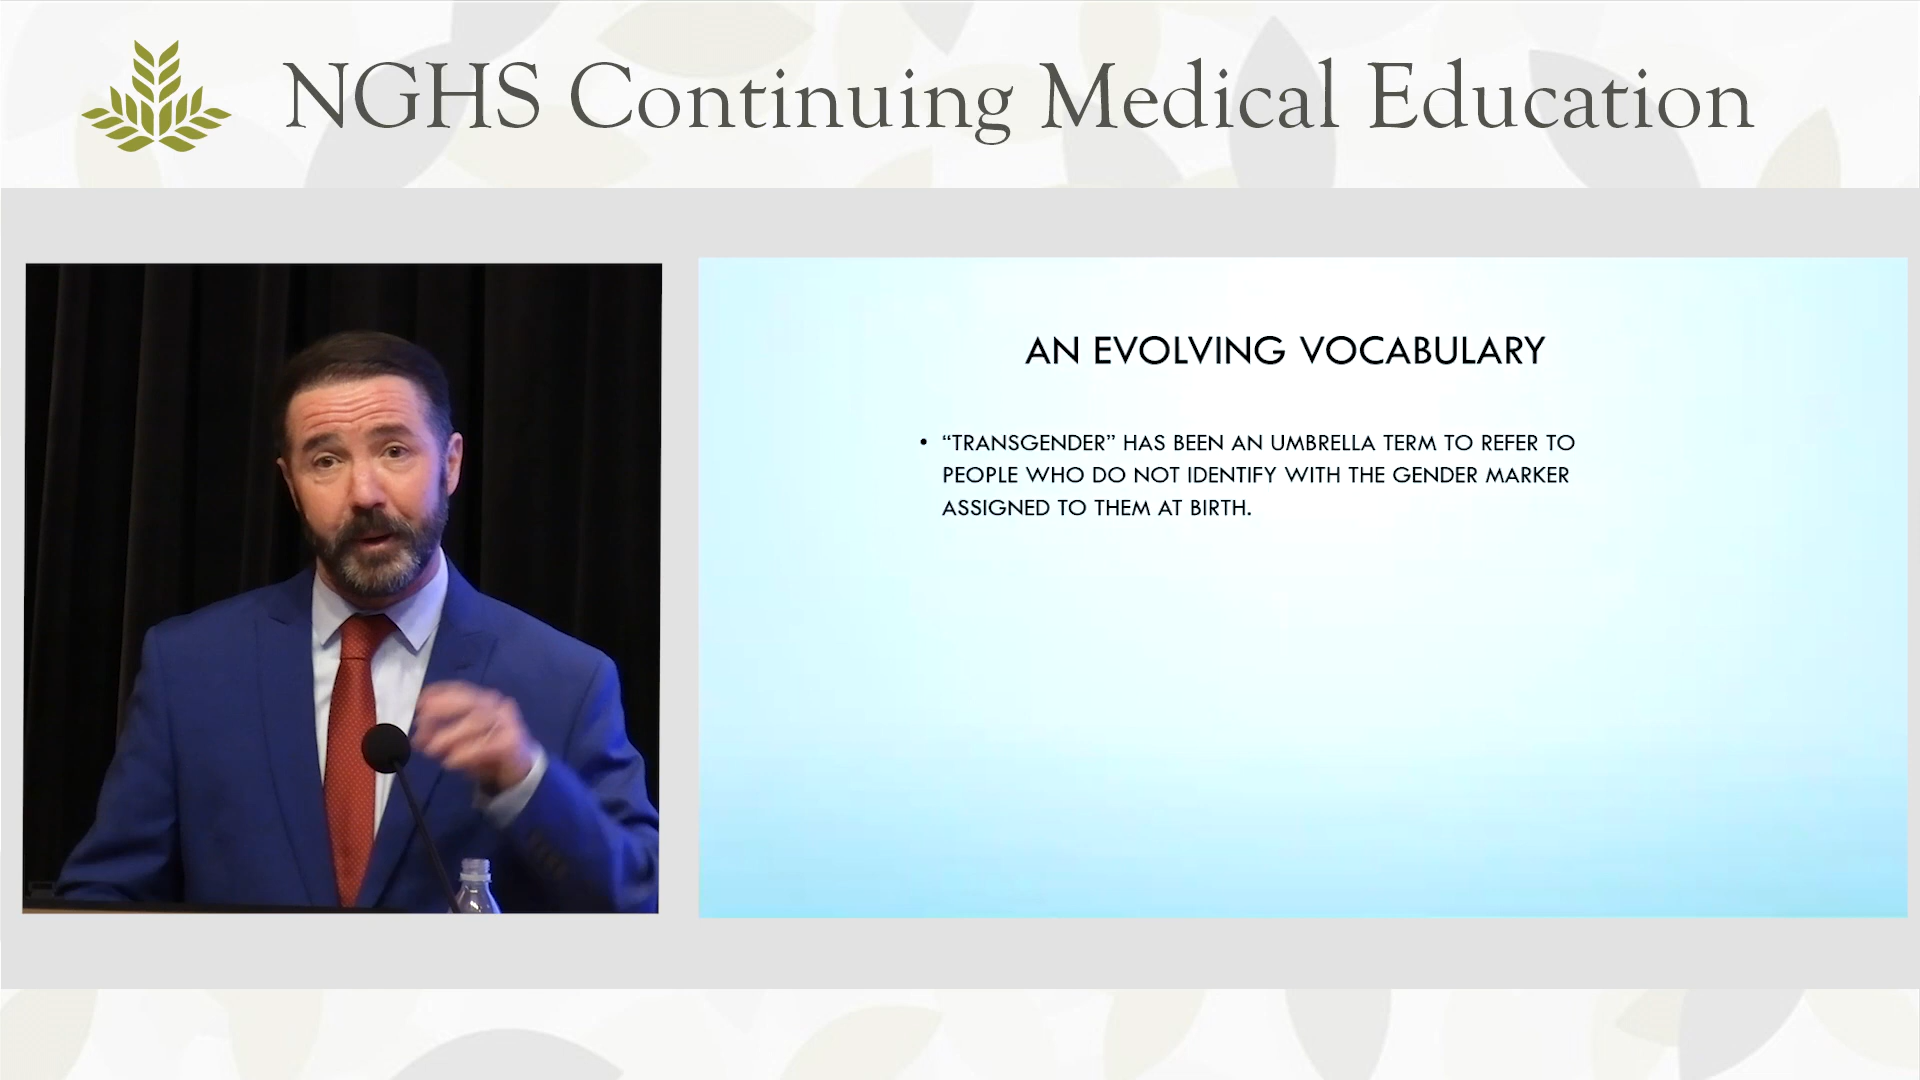 NGHS Continuing Medical Education
AN EVOLVING VOCABULARY
• “TRANSGENDER” HAS BEEN AN UMBRELLA TERM TO REFER TO
PEOPLE WHO DO NOT IDENTIFY WITH THE GENDER MARKER
ASSIGNED TO THEM AT BIRTH.